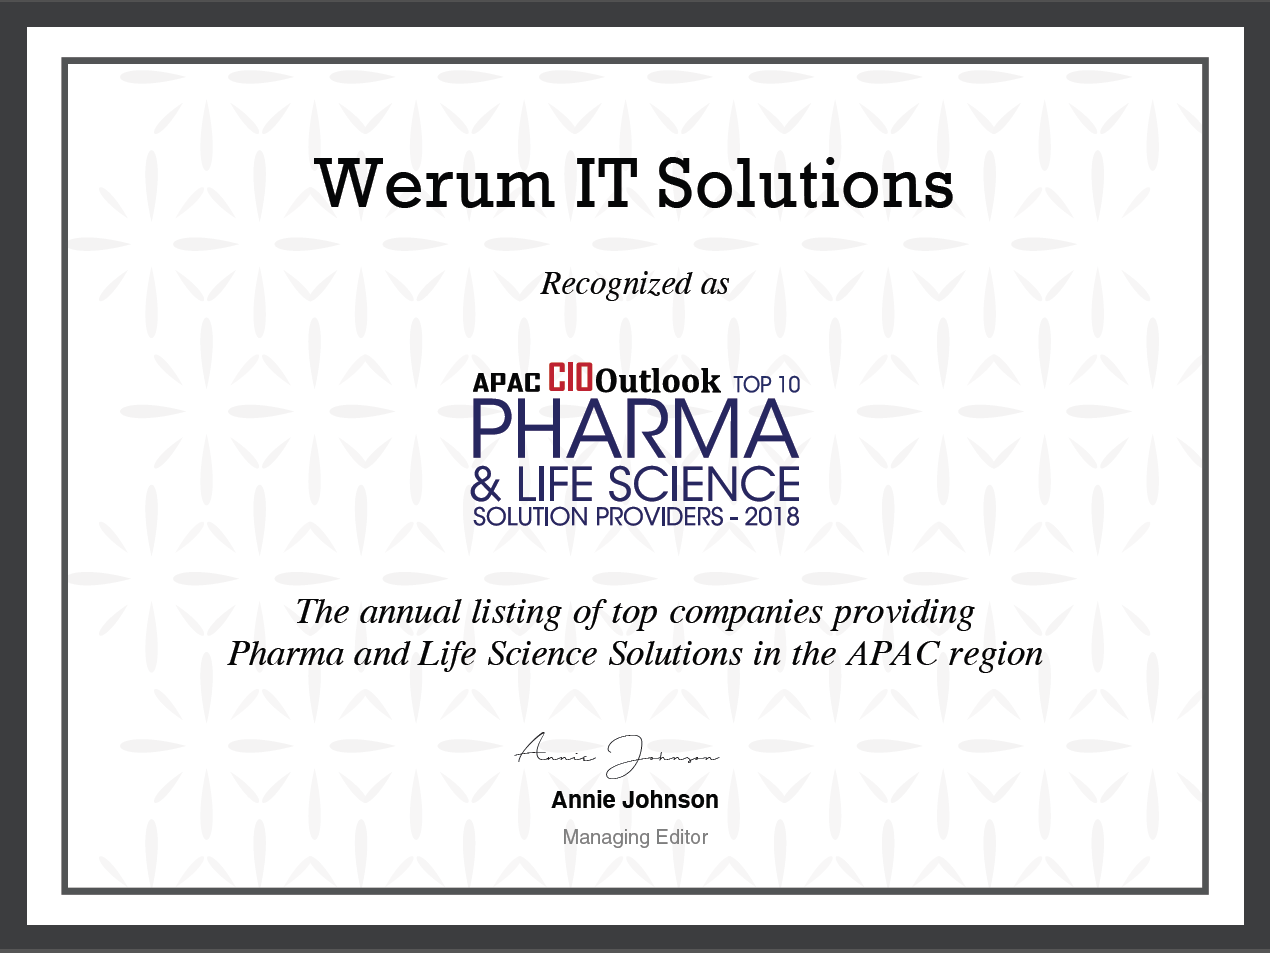 Werum IT Solutions
Recognized as
APAC CIOOutlook TOP 10
PHARMA
& LIFE SCIENCE
SOLUTION PROVIDERS - 2018
The annual listing of top companies providing
Pharma and Life Science Solutions in the APAC region
Annie Johnson
Annie Johnson
Managing Editor